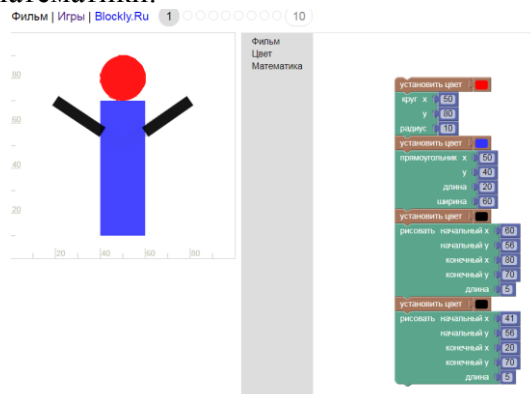 математики.
Фильм | Игры | Blockly.Ru 1 10
Фильм
Цвет
Математика
80
60
40
20
20 40 60 80
установить цвет
круг x 50
y 80
радиус 10
установить цвет
прямоугольник x 50
y 40
длина 20
ширина 60
установить цвет
рисовать начальный x 60
начальный y 56
конечный x 80
конечный y 70
длина 5
установить цвет
рисовать начальный x 41
начальный y 56
конечный x 20
конечный y 70
длина 5